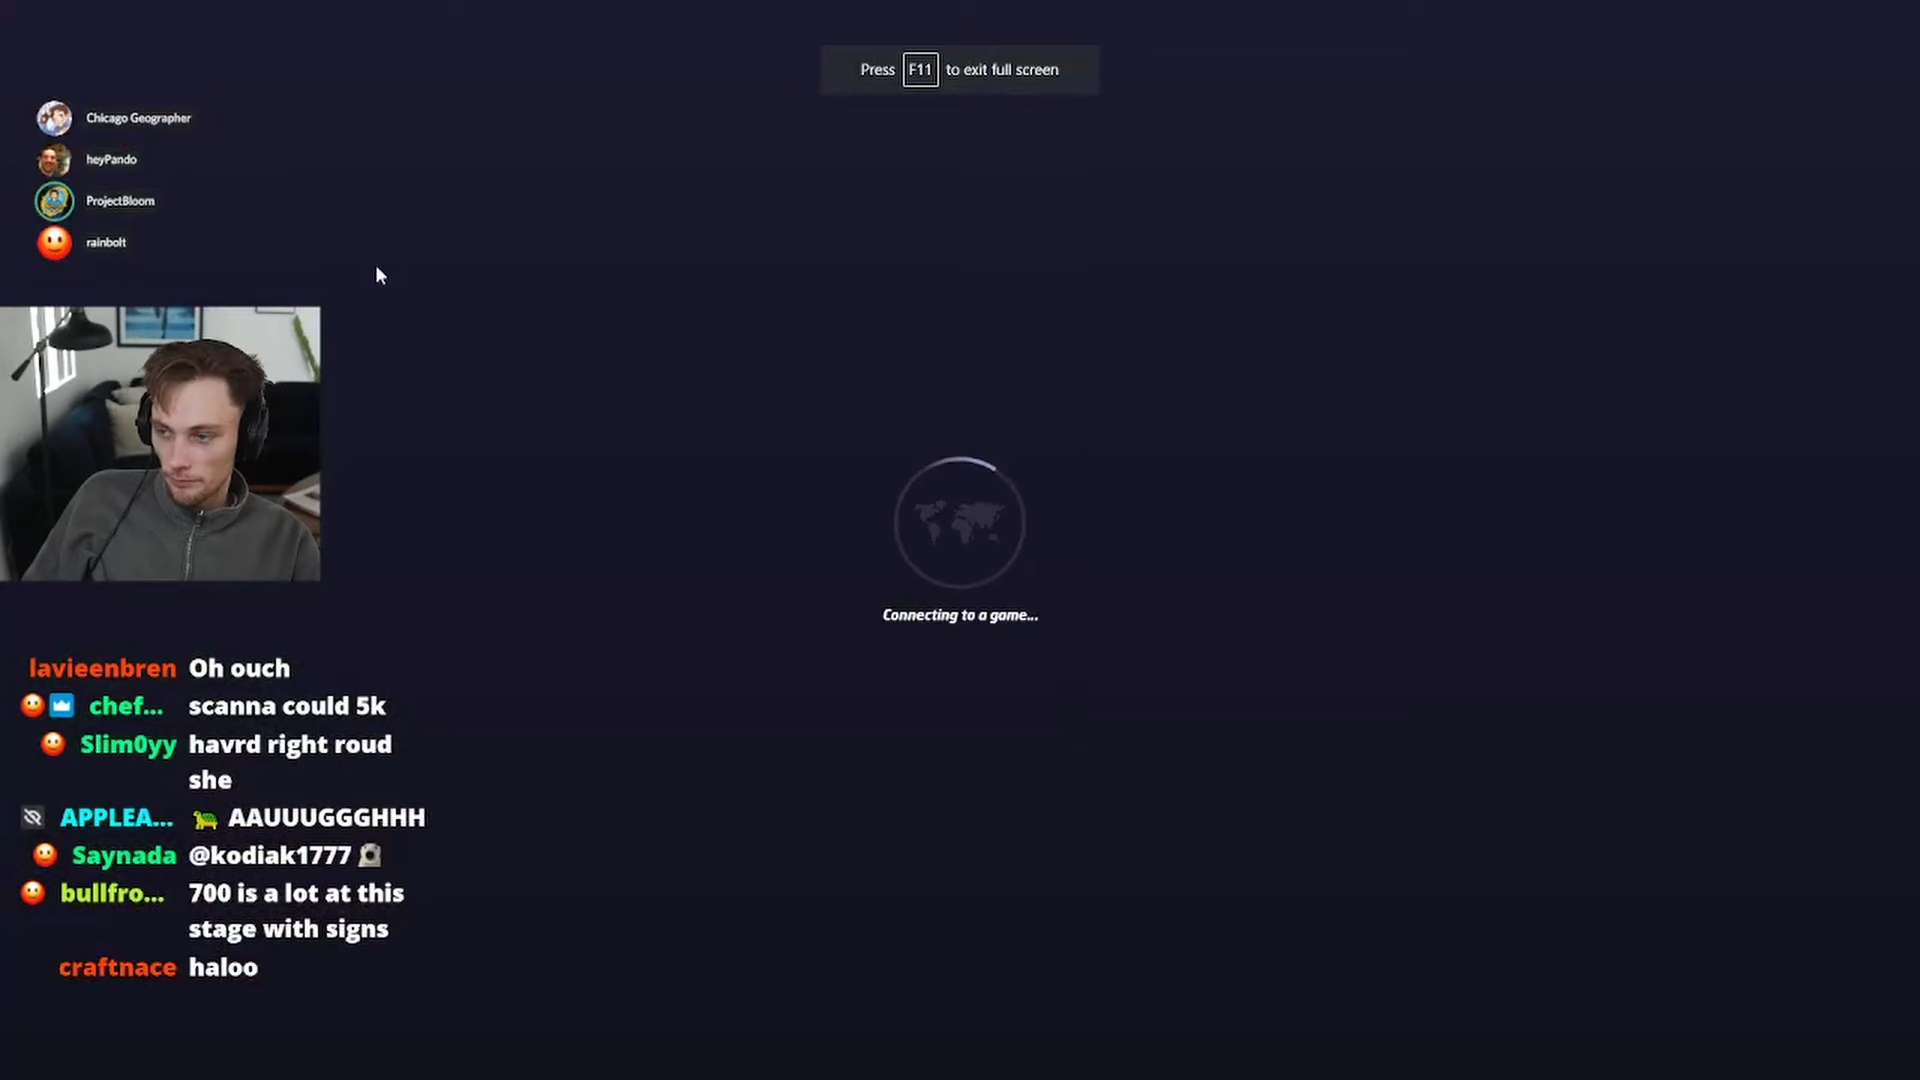 Press F11 to exit full screen
Chicago Geographer
heyPando
ProjectBloom
rainbolt
Connecting to a game...
lavieenbren Oh ouch
chef... scanna could 5k
Slim0yy havrd right roud
she
APPLEA... AAUUUGGGHHH
Saynada @kodiak1777
bullfro... 700 is a lot at this
stage with signs
craftnace haloo